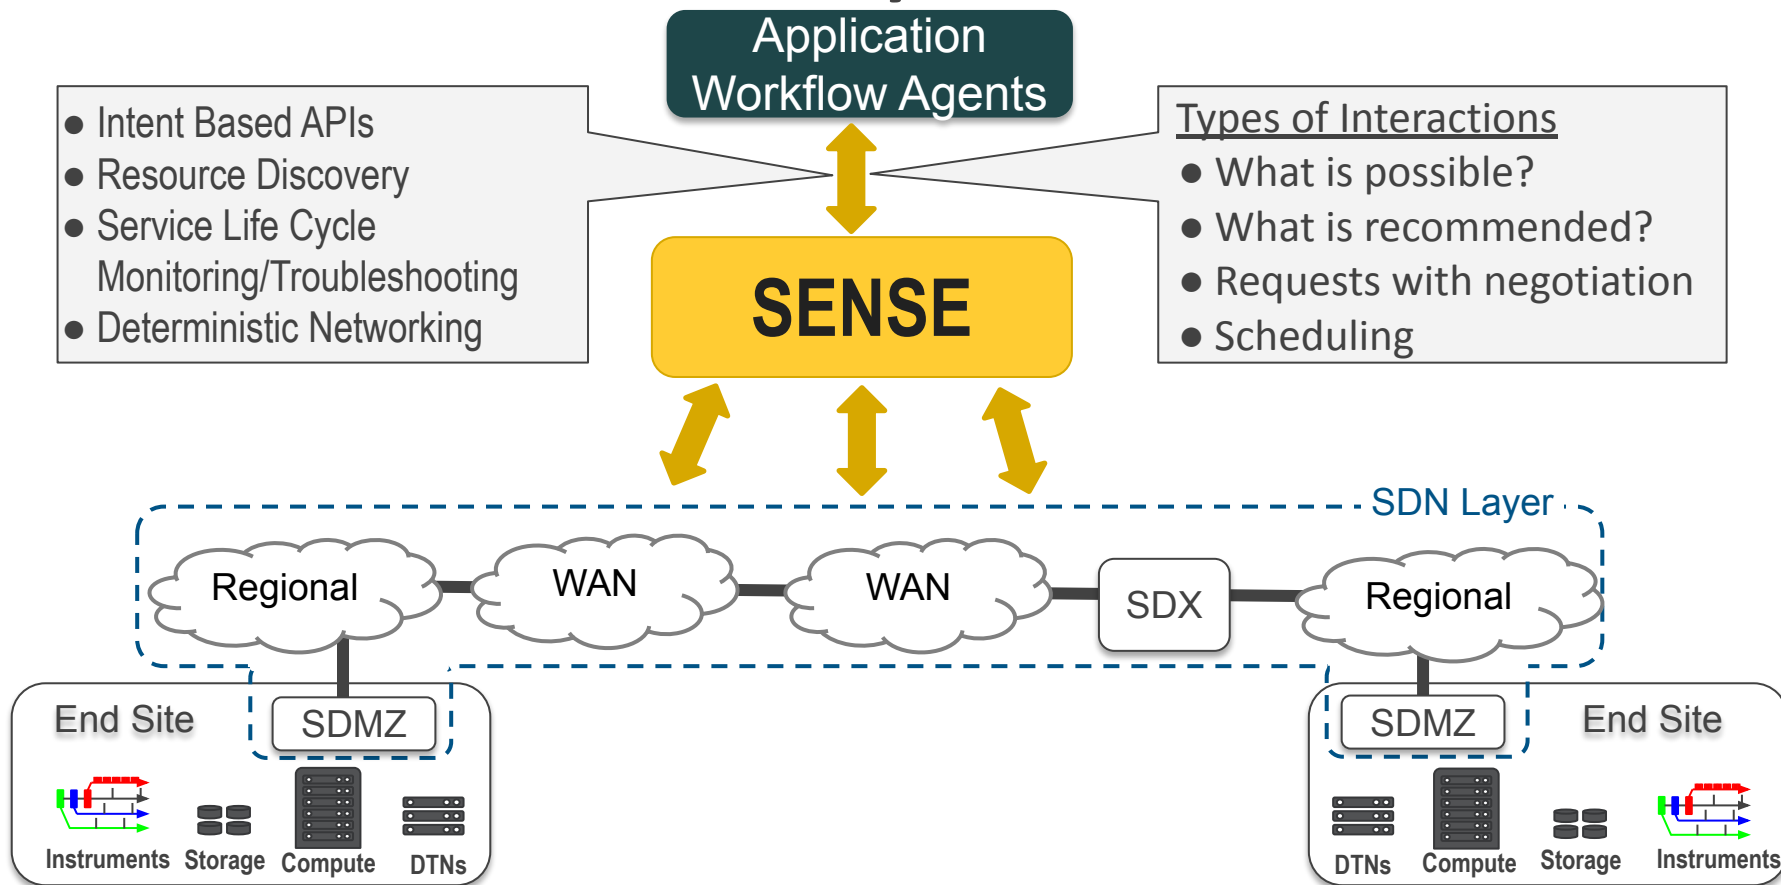 Application
Workflow Agents
● Intent Based APIs
● Resource Discovery
● Service Life Cycle
Monitoring/Troubleshooting
● Deterministic Networking
Types of Interactions
● What is possible?
● What is recommended?
● Requests with negotiation
● Scheduling
SENSE
SDN Layer
Regional
WAN
WAN
SDX
Regional
End Site
SDMZ
Instruments
Storage
Compute
DTNs
SDMZ
End Site
DTNs
Compute
Storage
Instruments